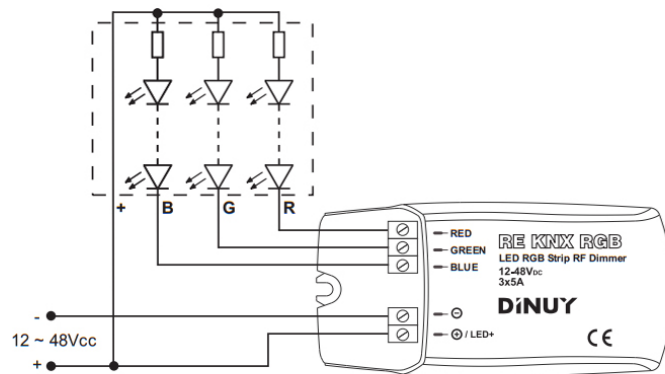 + B G R
RED
GREEN
BLUE
⊖
⊕ / LED+
RE KNX RGB
LED RGB Strip RF Dimmer
12-48VDC
3x5A
DiNUY
CE
-
12 ~ 48Vcc
+